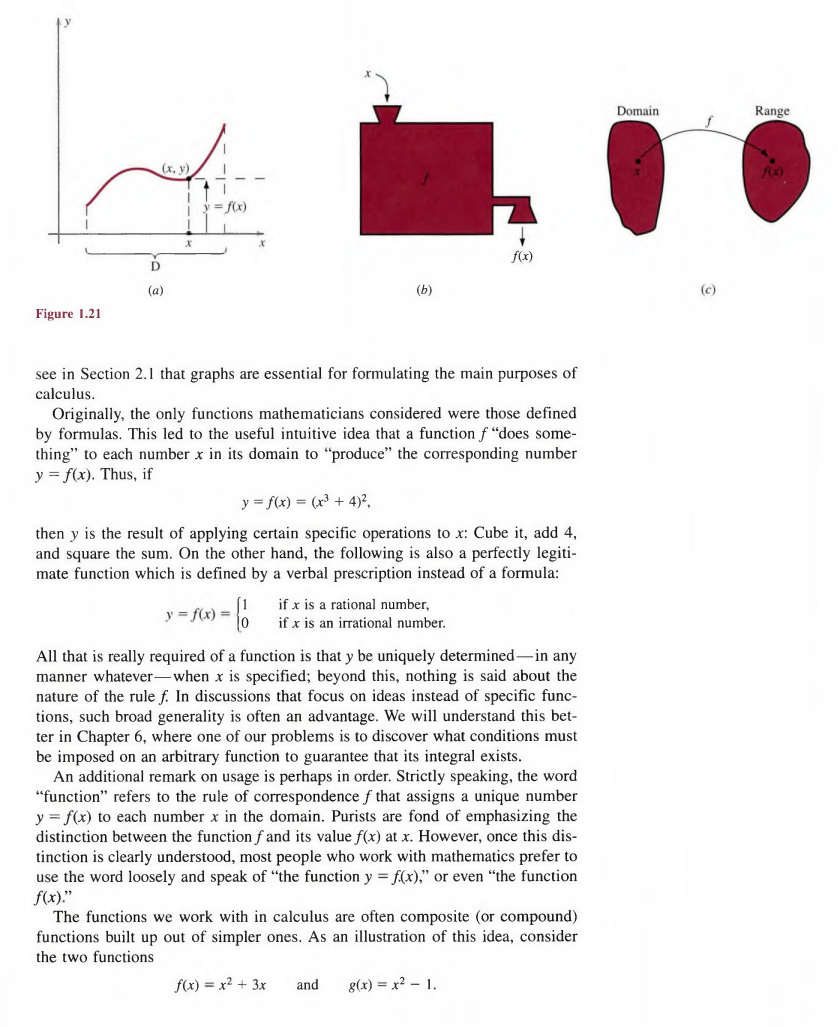 y
(x, y)
y = f(x)
x
x
D
(a)
x
f
f(x)
(b)
Domain
Range
f
x
f(x)
(c)
Figure 1.21
see in Section 2.1 that graphs are essential for formulating the main purposes of
calculus.
Originally, the only functions mathematicians considered were those defined
by formulas. This led to the useful intuitive idea that a function f “does some-
thing” to each number x in its domain to “produce” the corresponding number
y = f(x). Thus, if
y = f(x) = (x³ + 4)²,
then y is the result of applying certain specific operations to x: Cube it, add 4,
and square the sum. On the other hand, the following is also a perfectly legiti-
mate function which is defined by a verbal prescription instead of a formula:
y = f(x) = {1 if x is a rational number,
0 if x is an irrational number.
All that is really required of a function is that y be uniquely determined—in any
manner whatever—when x is specified; beyond this, nothing is said about the
nature of the rule f. In discussions that focus on ideas instead of specific func-
tions, such broad generality is often an advantage. We will understand this bet-
ter in Chapter 6, where one of our problems is to discover what conditions must
be imposed on an arbitrary function to guarantee that its integral exists.
An additional remark on usage is perhaps in order. Strictly speaking, the word
“function” refers to the rule of correspondence f that assigns a unique number
y = f(x) to each number x in the domain. Purists are fond of emphasizing the
distinction between the function f and its value f(x) at x. However, once this dis-
tinction is clearly understood, most people who work with mathematics prefer to
use the word loosely and speak of “the function y = f(x),” or even “the function
f(x).”
The functions we work with in calculus are often composite (or compound)
functions built up out of simpler ones. As an illustration of this idea, consider
the two functions
f(x) = x² + 3x and g(x) = x² − 1.